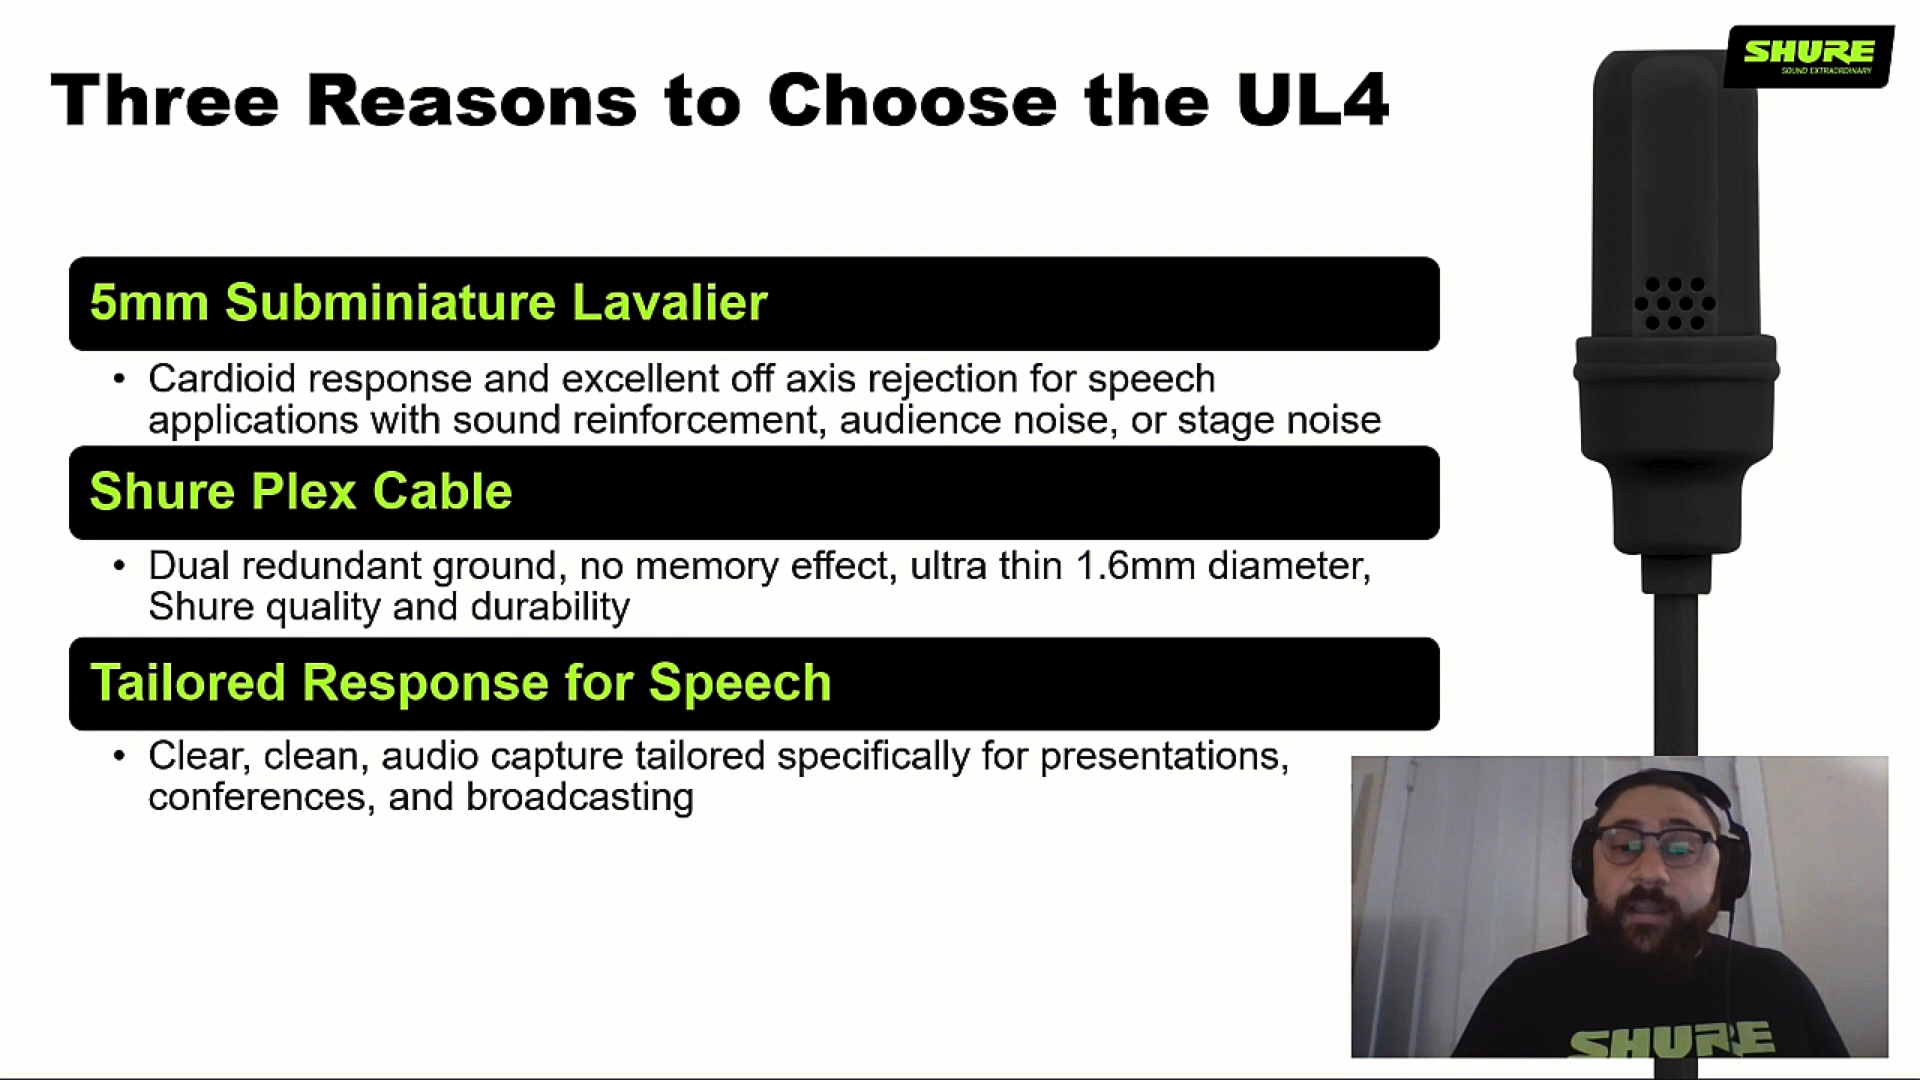 SHURE
SOUND EXTRAORDINARY
Three Reasons to Choose the UL4
5mm Subminiature Lavalier
• Cardioid response and excellent off axis rejection for speech
applications with sound reinforcement, audience noise, or stage noise
Shure Plex Cable
• Dual redundant ground, no memory effect, ultra thin 1.6mm diameter,
Shure quality and durability
Tailored Response for Speech
• Clear, clean, audio capture tailored specifically for presentations,
conferences, and broadcasting
SHURE